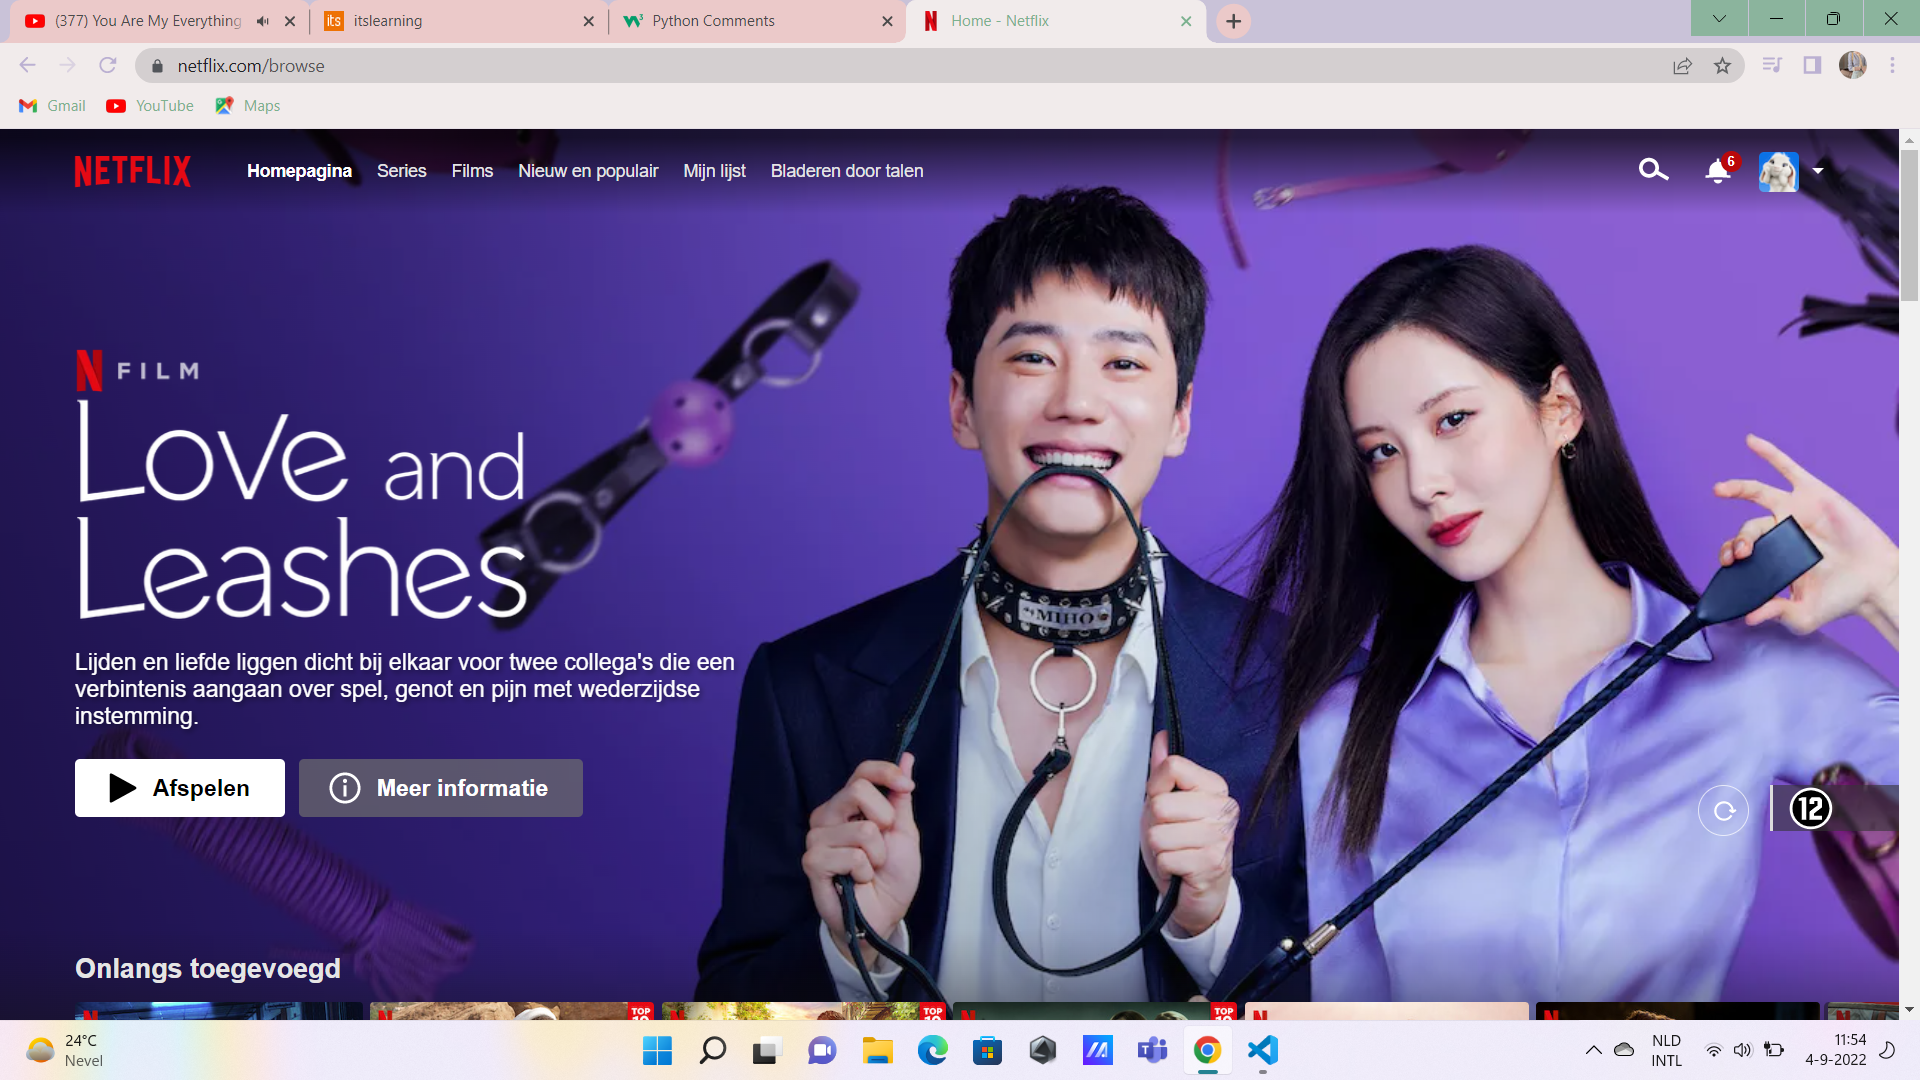 (377) You Are My Everything
itslearning
Python Comments
Home - Netflix
netflix.com/browse
Gmail
YouTube
Maps
NETFLIX
Homepagina
Series
Films
Nieuw en populair
Mijn lijst
Bladeren door talen
6
N FILM
Love and
Leashes
MIHO
Lijden en liefde liggen dicht bij elkaar voor twee collega's die een
verbintenis aangaan over spel, genot en pijn met wederzijdse
instemming.
Afspelen
Meer informatie
12
Onlangs toegevoegd
TOP
TOP
TOP
24°C
Nevel
NLD
INTL
11:54
4-9-2022